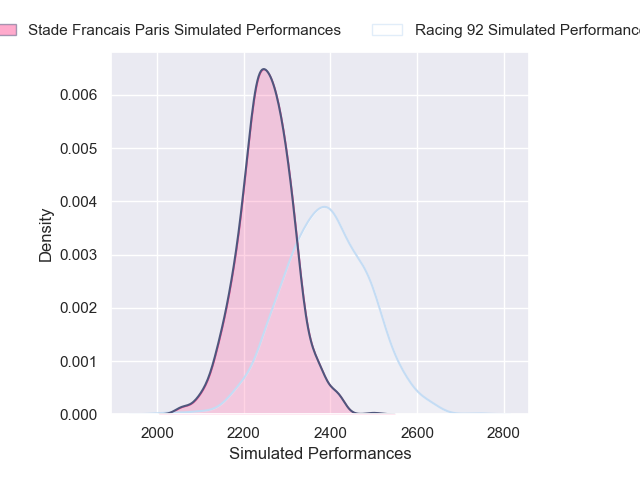 Stade Francais Paris Simulated Performances Racing 92 Simulated Performance
0.006
0.005
0.004
0.003
0.002
0.001
0.000
Density
2000 2200 2400 2600 2800
Simulated Performances